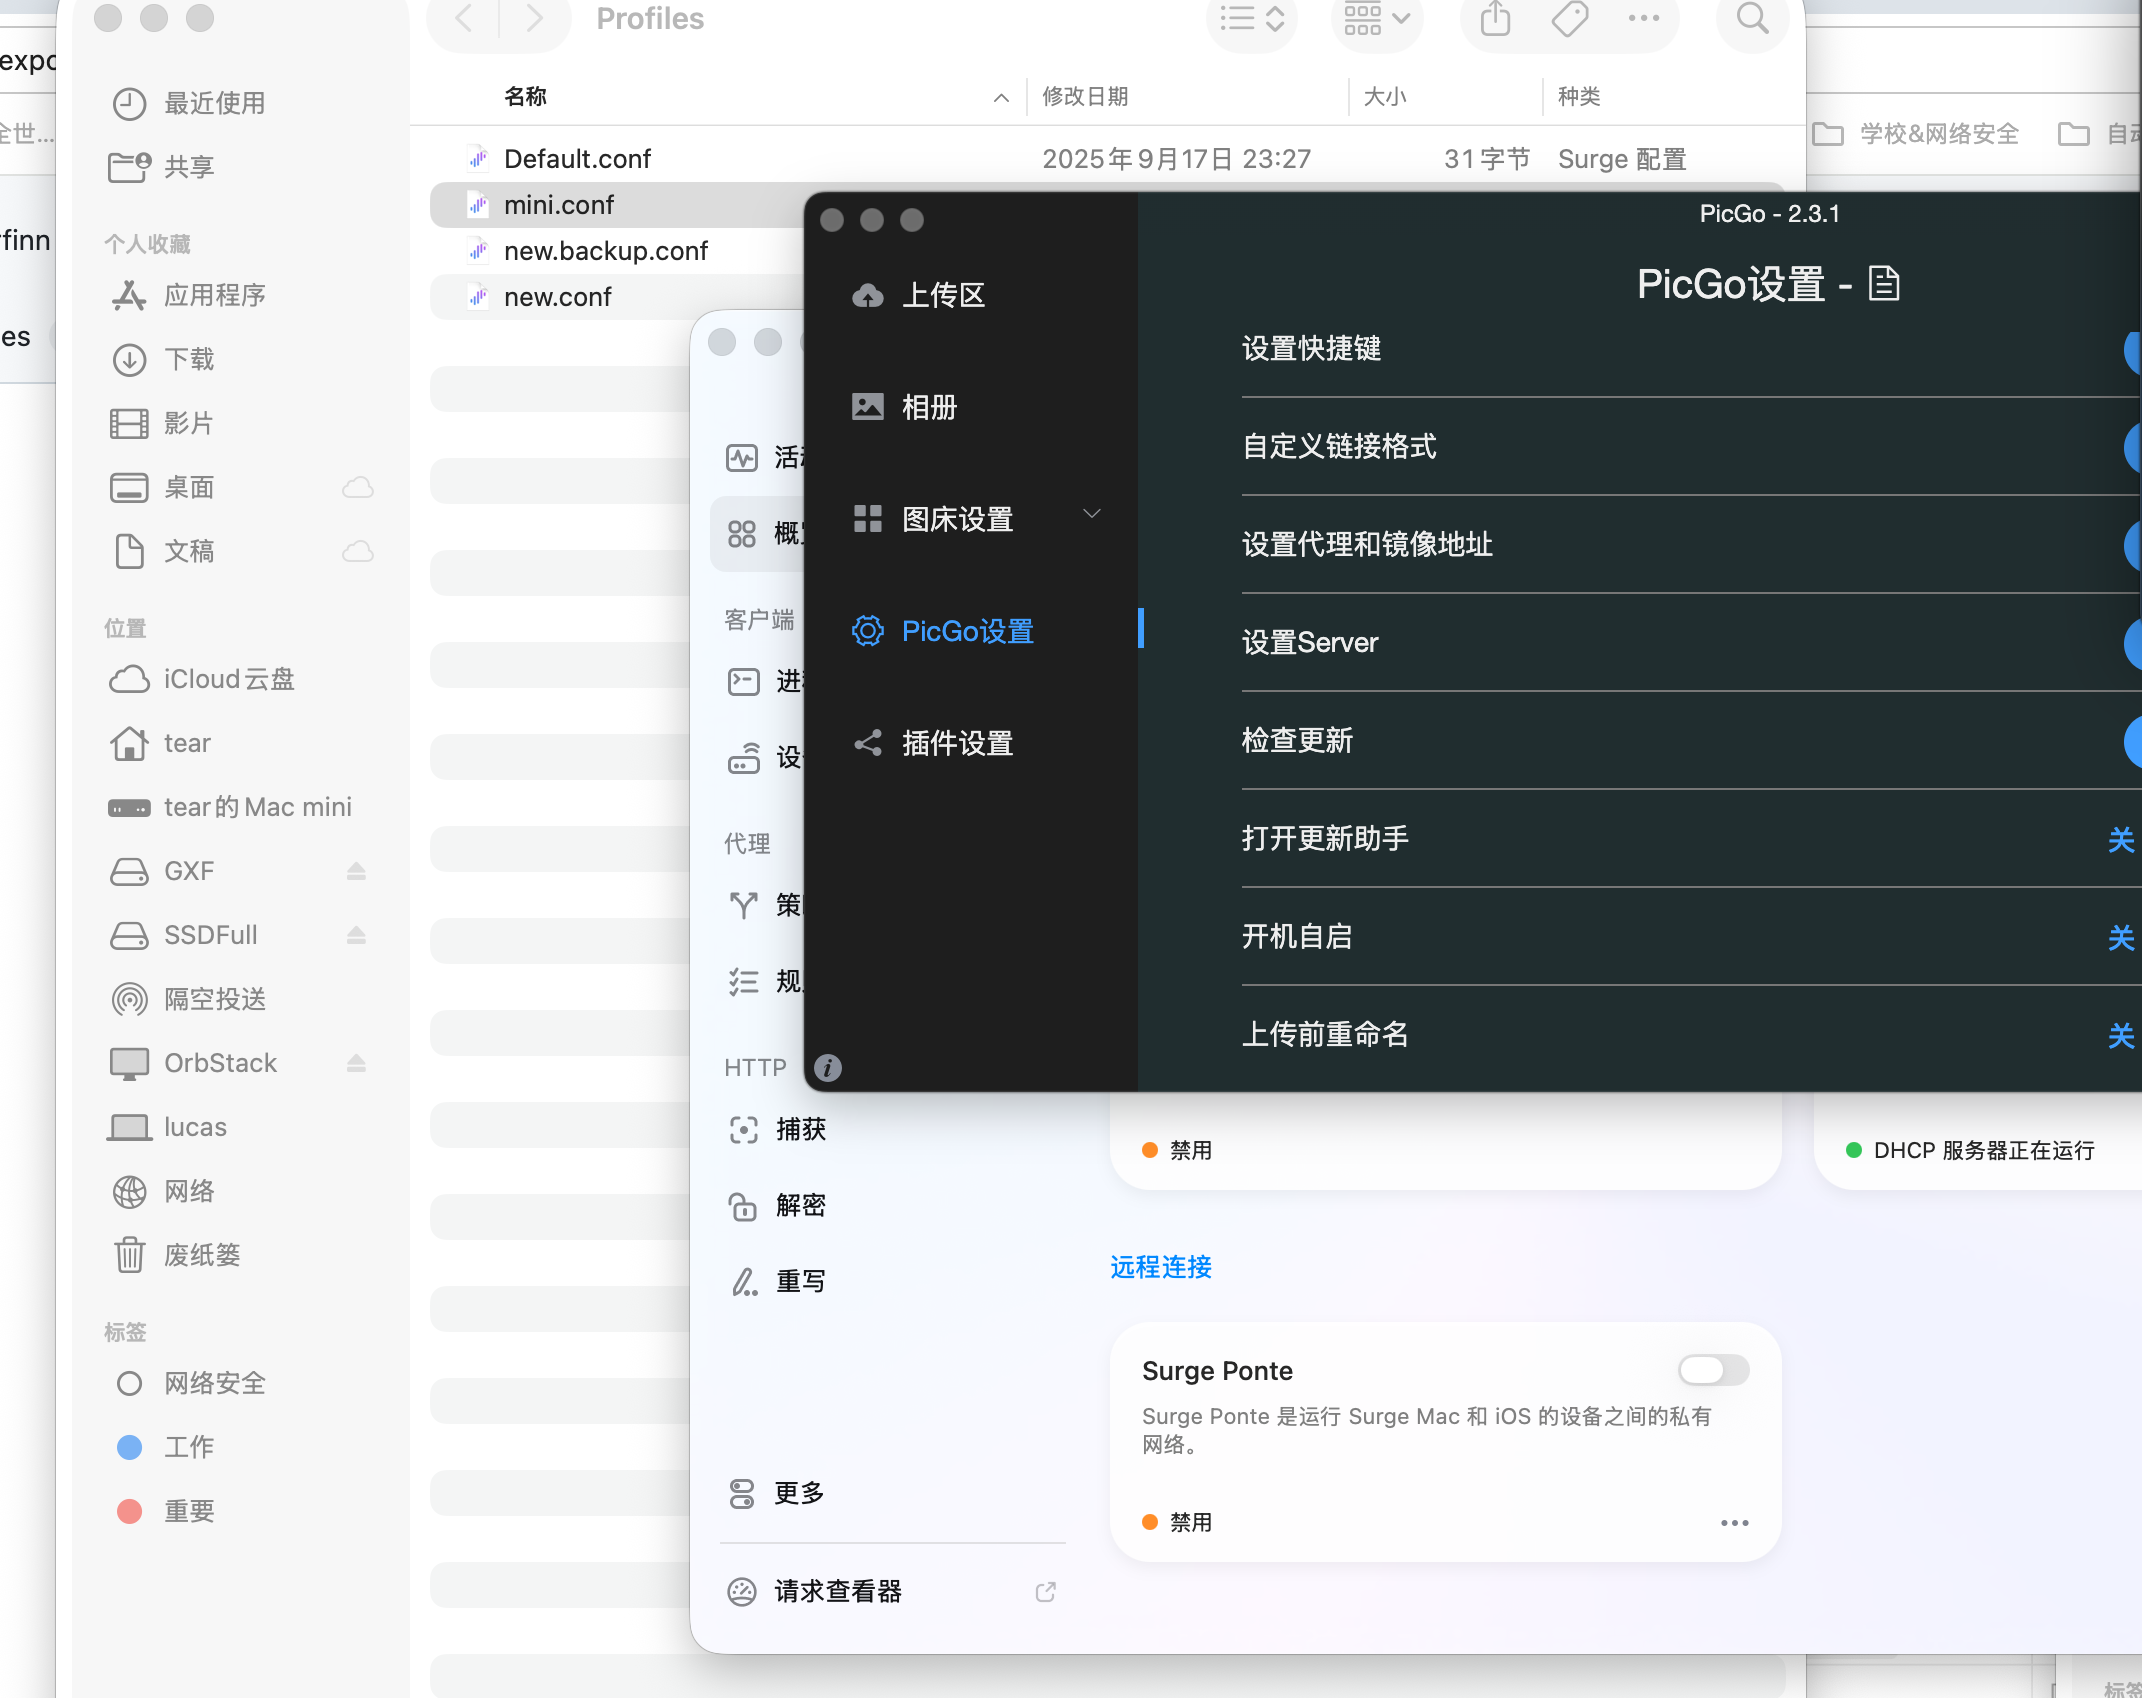 Profiles
名称
修改日期
大小
种类
Default.conf
2025年9月17日 23:27
31字节
Surge 配置
mini.conf
new.backup.conf
new.conf
最近使用
共享
个人收藏
应用程序
下载
影片
桌面
文稿
位置
iCloud云盘
tear
tear的Mac mini
GXF
SSDFull
隔空投送
OrbStack
lucas
网络
废纸篓
标签
网络安全
工作
重要
expo
全世...
finn
es
学校&网络安全
PicGo - 2.3.1
PicGo设置 -
上传区
相册
图床设置
PicGo设置
插件设置
设置快捷键
自定义链接格式
设置代理和镜像地址
设置Server
检查更新
打开更新助手
关
开机自启
关
上传前重命名
关
客户端
代理
HTTP
捕获
解密
重写
更多
请求查看器
禁用
DHCP 服务器正在运行
远程连接
Surge Ponte
Surge Ponte 是运行 Surge Mac 和 iOS 的设备之间的私有
网络。
禁用